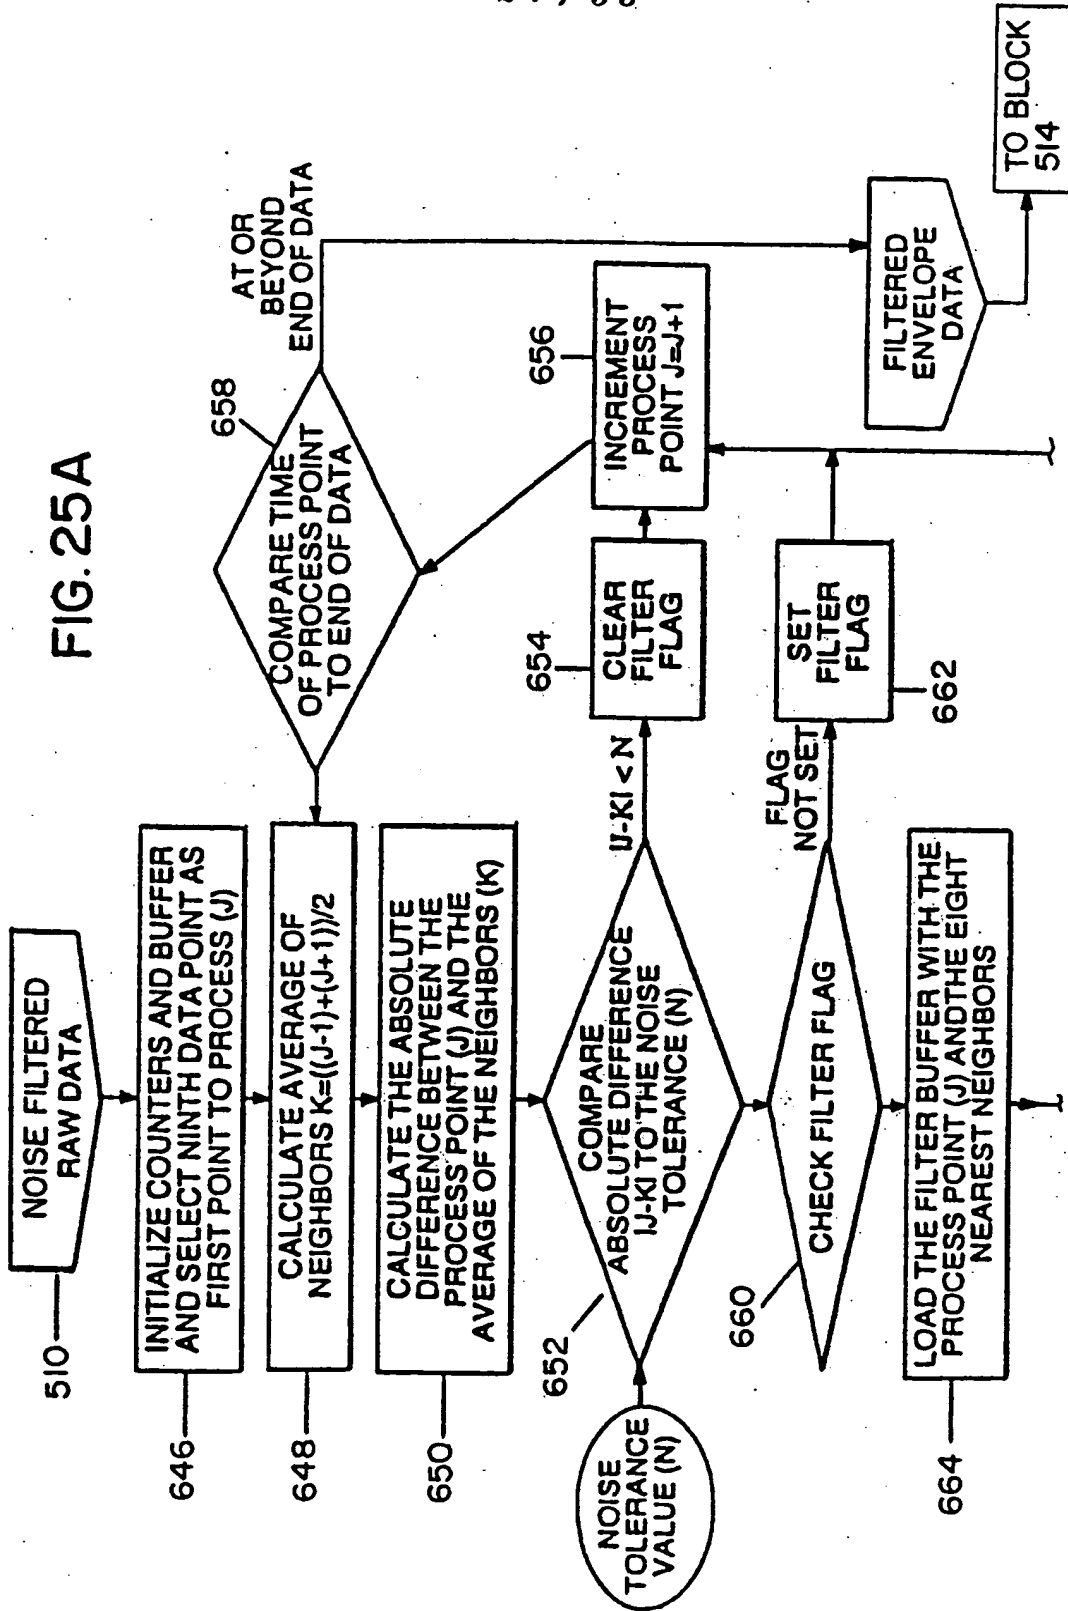 FIG. 25A
NOISE FILTERED
RAW DATA
510
INITIALIZE COUNTERS AND BUFFER
AND SELECT NINTH DATA POINT AS
FIRST POINT TO PROCESS (J)
646
CALCULATE AVERAGE OF
NEIGHBORS K=((J-1)+(J+1))/2
648
CALCULATE THE ABSOLUTE
DIFFERENCE BETWEEN THE
PROCESS POINT (J) AND THE
AVERAGE OF THE NEIGHBORS (K)
650
COMPARE
ABSOLUTE DIFFERENCE
|J-K| TO THE NOISE
TOLERANCE (N)
652
NOISE
TOLERANCE
VALUE (N)
|J-K| < N
CLEAR
FILTER
FLAG
654
INCREMENT
PROCESS
POINT J=J+1
656
COMPARE TIME
OF PROCESS POINT
TO END OF DATA
658
AT OR
BEYOND
END OF DATA
CHECK FILTER FLAG
660
FLAG
NOT SET
SET
FILTER
FLAG
662
LOAD THE FILTER BUFFER WITH THE
PROCESS POINT (J) ANDTHE EIGHT
NEAREST NEIGHBORS
664
FILTERED
ENVELOPE
DATA
TO BLOCK
514